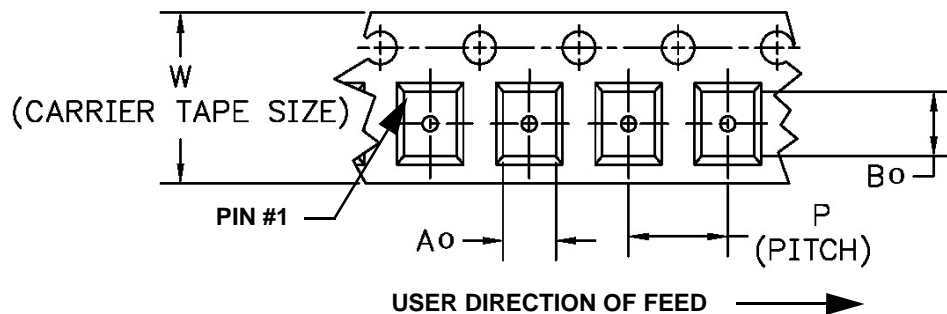 W
(CARRIER TAPE SIZE)
PIN #1
Ao
Bo
P
(PITCH)
USER DIRECTION OF FEED